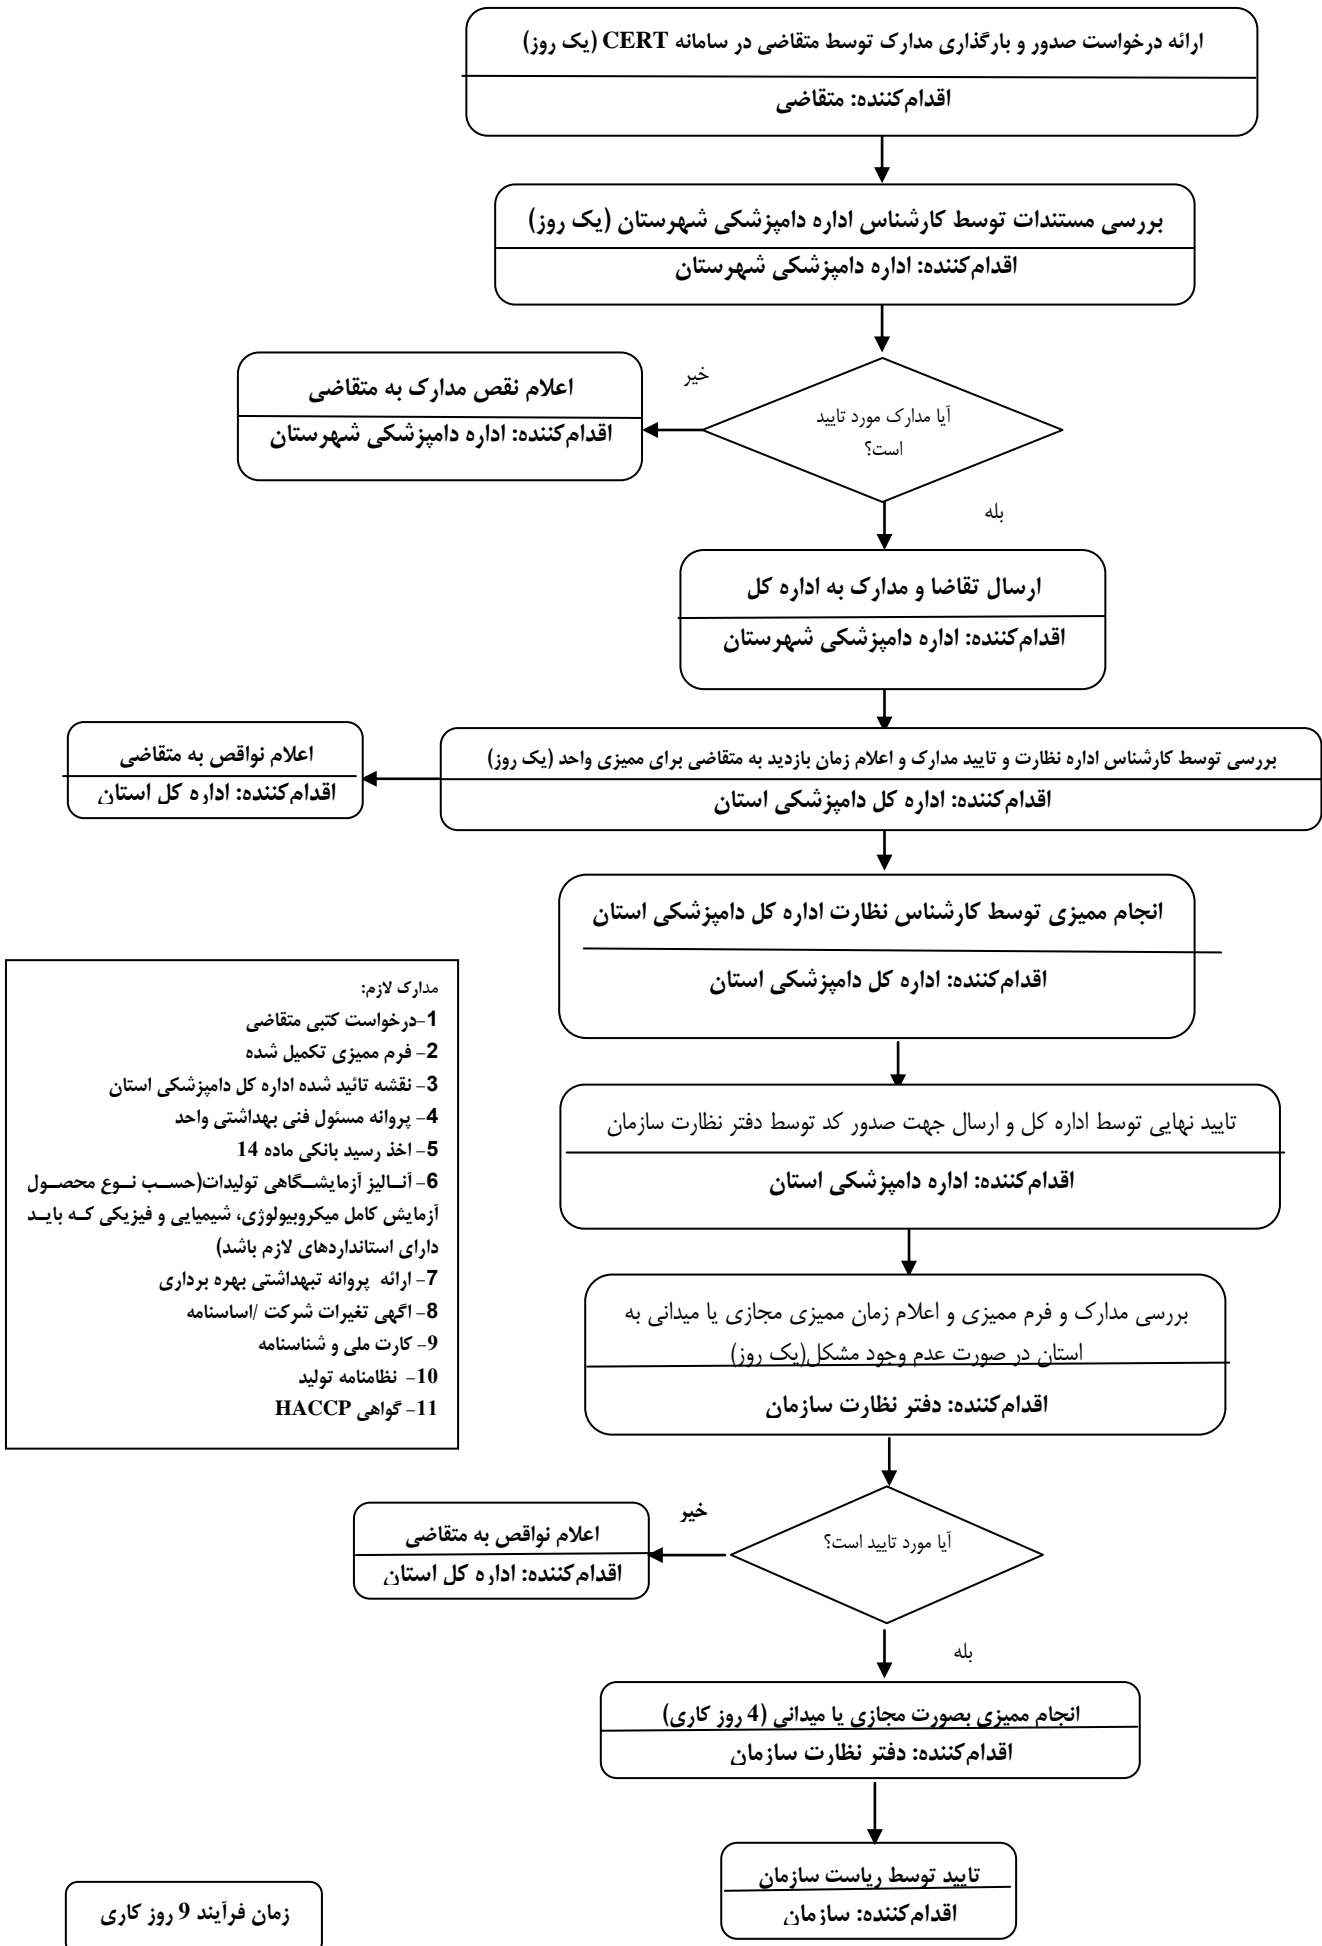 ارائه درخواست صدور و بارگذاری مدارک توسط متقاضی در سامانه CERT (یک روز)
اقدام‌کننده: متقاضی
بررسی مستندات توسط کارشناس اداره دامپزشکی شهرستان (یک روز)
اقدام‌کننده: اداره دامپزشکی شهرستان
آیا مدارک مورد تایید
است؟
خیر
اعلام نقص مدارک به متقاضی
اقدام‌کننده: اداره دامپزشکی شهرستان
بله
ارسال تقاضا و مدارک به اداره کل
اقدام‌کننده: اداره دامپزشکی شهرستان
بررسی توسط کارشناس اداره نظارت و تایید مدارک و اعلام زمان بازدید به متقاضی برای ممیزی واحد (یک روز)
اقدام‌کننده: اداره کل دامپزشکی استان
اعلام نواقص به متقاضی
اقدام‌کننده: اداره کل استان
انجام ممیزی توسط کارشناس نظارت اداره کل دامپزشکی استان
اقدام‌کننده: اداره کل دامپزشکی استان
تایید نهایی توسط اداره کل و ارسال جهت صدور کد توسط دفتر نظارت سازمان
اقدام‌کننده: اداره دامپزشکی استان
بررسی مدارک و فرم ممیزی و اعلام زمان ممیزی مجازی یا میدانی به
استان در صورت عدم وجود مشکل(یک روز)
اقدام‌کننده: دفتر نظارت سازمان
آیا مورد تایید است؟
خیر
اعلام نواقص به متقاضی
اقدام‌کننده: اداره کل استان
بله
انجام ممیزی بصورت مجازی یا میدانی (4 روز کاری)
اقدام‌کننده: دفتر نظارت سازمان
تایید توسط ریاست سازمان
اقدام‌کننده: سازمان
مدارک لازم:
1-درخواست کتبی متقاضی
2- فرم ممیزی تکمیل شده
3- نقشه تائید شده اداره کل دامپزشکی استان
4- پروانه مسئول فنی بهداشتی واحد
5- اخذ رسید بانکی ماده 14
6- آنــالیز آزمایشــگاهی تولیدات(حســب نــوع محصــول
آزمایش کامل میکروبیولوژی، شیمیایی و فیزیکی کـه بایـد
دارای استانداردهای لازم باشد)
7- ارائه پروانه تبهداشتی بهره برداری
8- اگهی تغیرات شرکت /اساسنامه
9- کارت ملی و شناسنامه
10- نظامنامه تولید
11- گواهی HACCP
زمان فرآیند 9 روز کاری